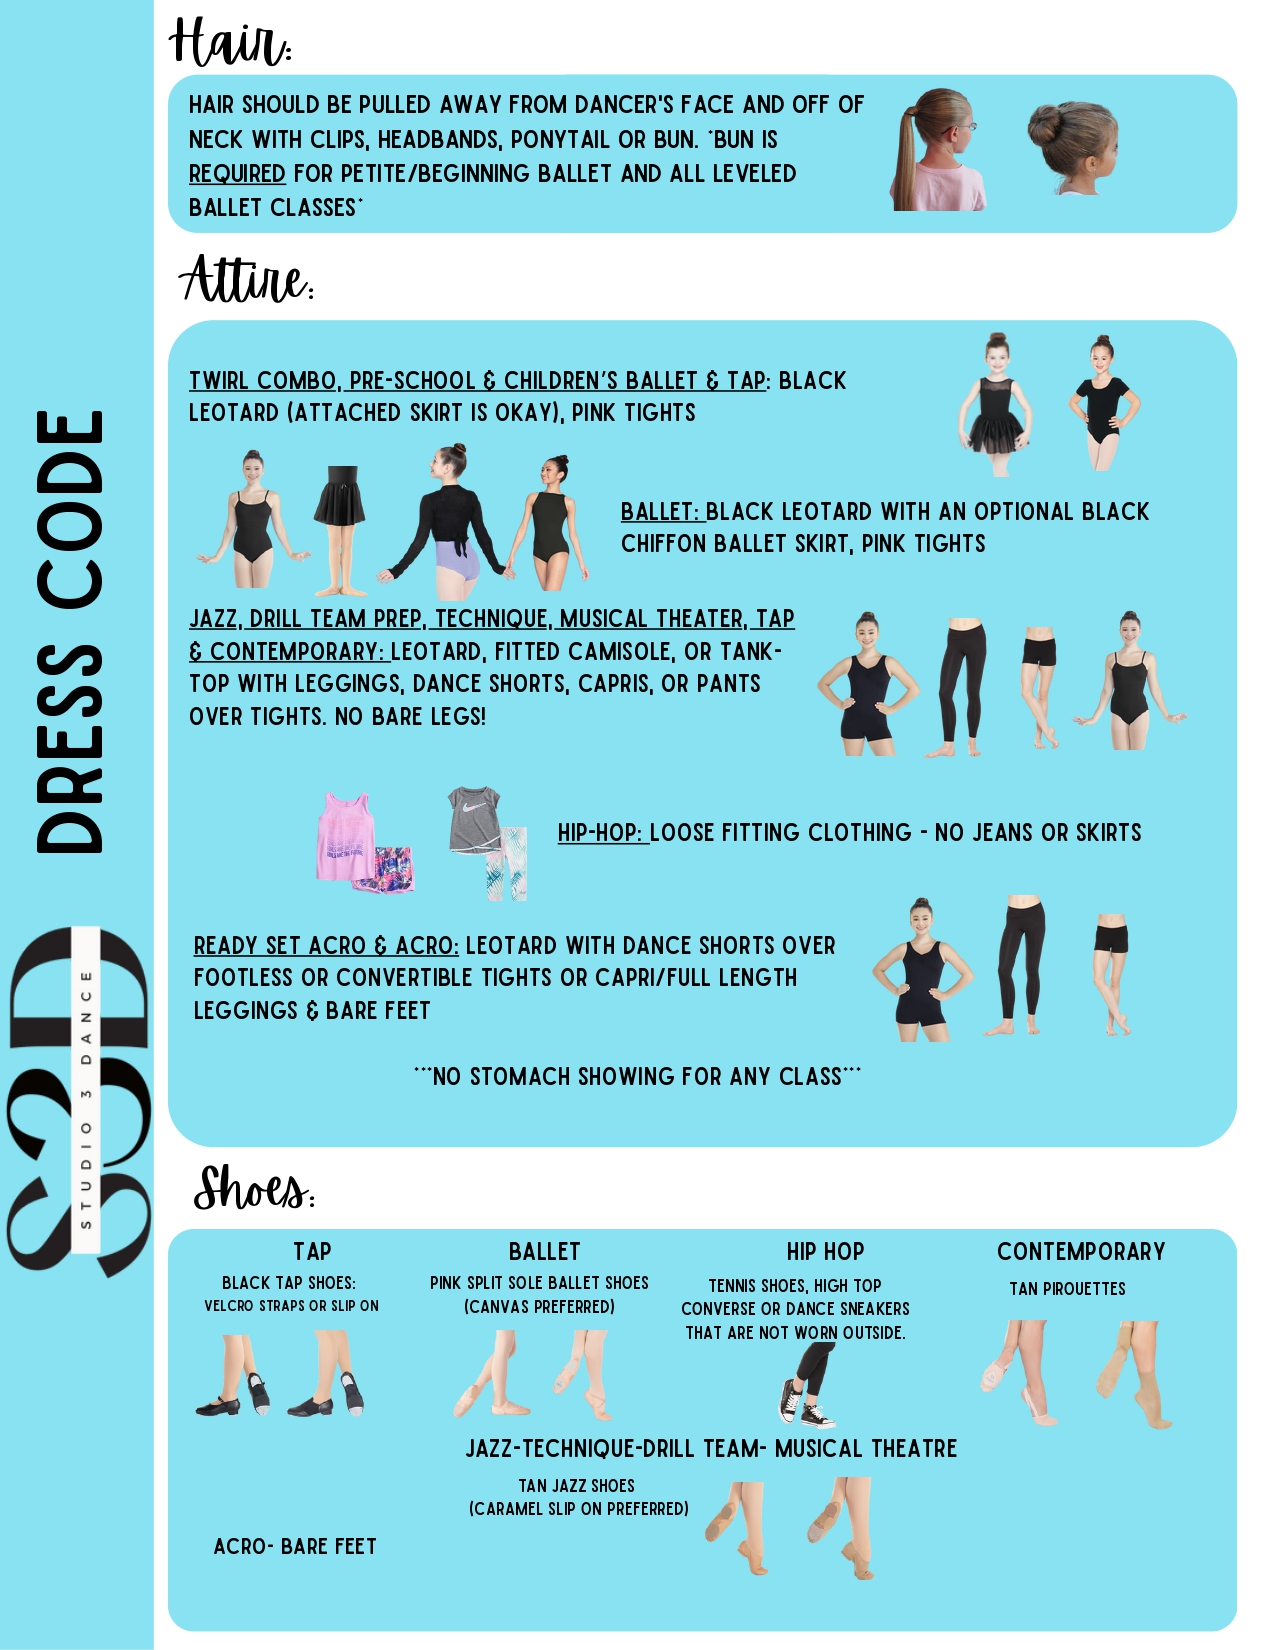 Hair:
HAIR SHOULD BE PULLED AWAY FROM DANCER'S FACE AND OFF OF
NECK WITH CLIPS, HEADBANDS, PONYTAIL OR BUN. *BUN IS
REQUIRED FOR PETITE/BEGINNING BALLET AND ALL LEVELED
BALLET CLASSES*
Attire:
TWIRL COMBO, PRE-SCHOOL & CHILDREN'S BALLET & TAP: BLACK
LEOTARD (ATTACHED SKIRT IS OKAY), PINK TIGHTS
BALLET: BLACK LEOTARD WITH AN OPTIONAL BLACK
CHIFFON BALLET SKIRT, PINK TIGHTS
JAZZ, DRILL TEAM PREP, TECHNIQUE, MUSICAL THEATER, TAP
& CONTEMPORARY: LEOTARD, FITTED CAMISOLE, OR TANK-
TOP WITH LEGGINGS, DANCE SHORTS, CAPRIS, OR PANTS
OVER TIGHTS. NO BARE LEGS!
HIP-HOP: LOOSE FITTING CLOTHING - NO JEANS OR SKIRTS
READY SET ACRO & ACRO: LEOTARD WITH DANCE SHORTS OVER
FOOTLESS OR CONVERTIBLE TIGHTS OR CAPRI/FULL LENGTH
LEGGINGS & BARE FEET
***NO STOMACH SHOWING FOR ANY CLASS***
Shoes:
TAP
BLACK TAP SHOES:
VELCRO STRAPS OR SLIP ON
BALLET
PINK SPLIT SOLE BALLET SHOES
(CANVAS PREFERRED)
HIP HOP
TENNIS SHOES, HIGH TOP
CONVERSE OR DANCE SNEAKERS
THAT ARE NOT WORN OUTSIDE.
CONTEMPORARY
TAN PIROUETTES
JAZZ-TECHNIQUE-DRILL TEAM- MUSICAL THEATRE
TAN JAZZ SHOES
(CARAMEL SLIP ON PREFERRED)
ACRO- BARE FEET
DRESS CODE
S3D
STUDIO 3 DANCE